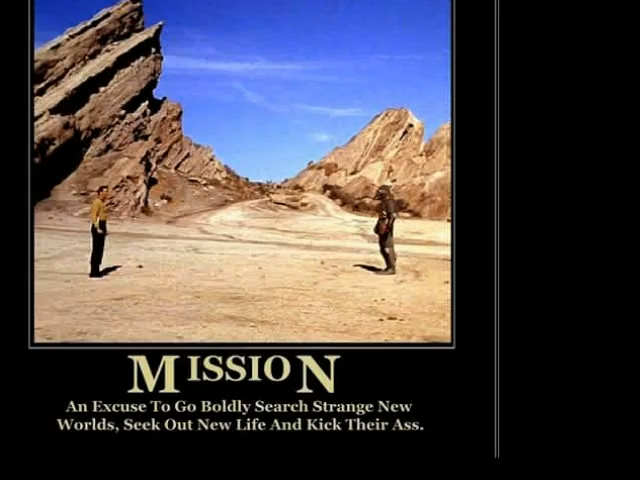 Mission
An Excuse To Go Boldly Search Strange New
Worlds, Seek Out New Life And Kick Their Ass.